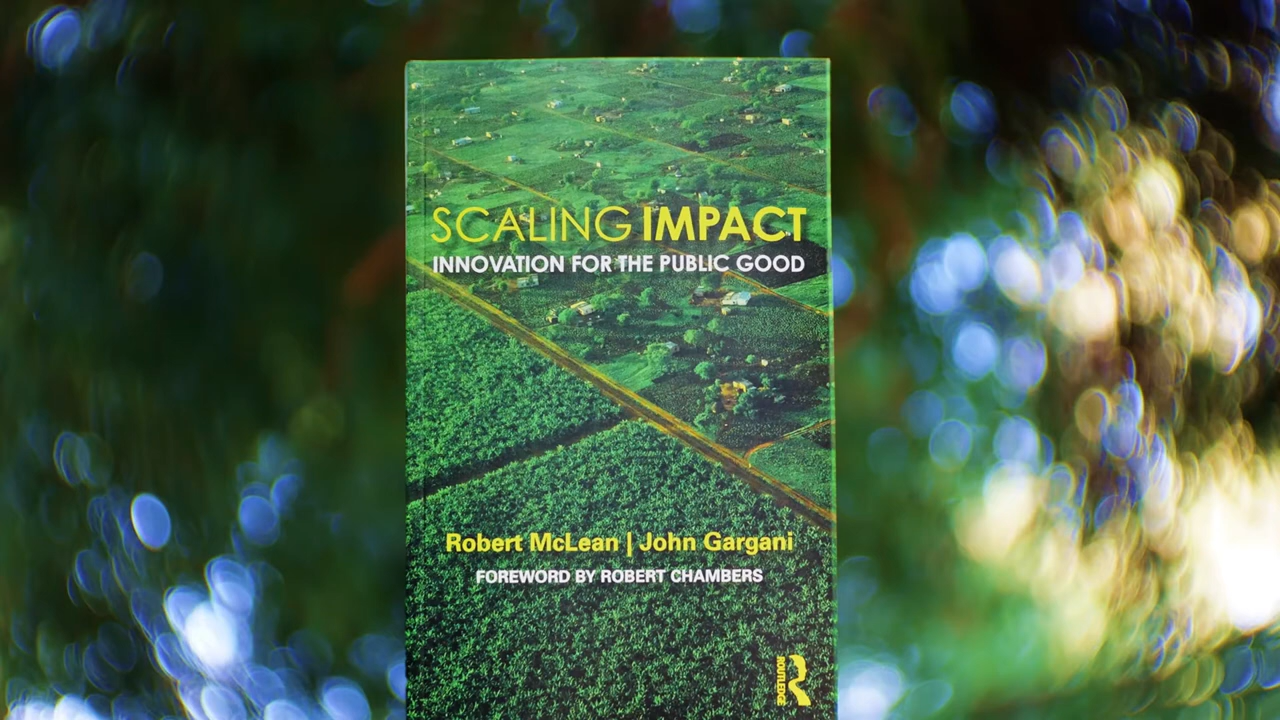 SCALING IMPACT
INNOVATION FOR THE PUBLIC GOOD
Robert McLean | John Gargani
FOREWORD BY ROBERT CHAMBERS
ROUTLEDGE